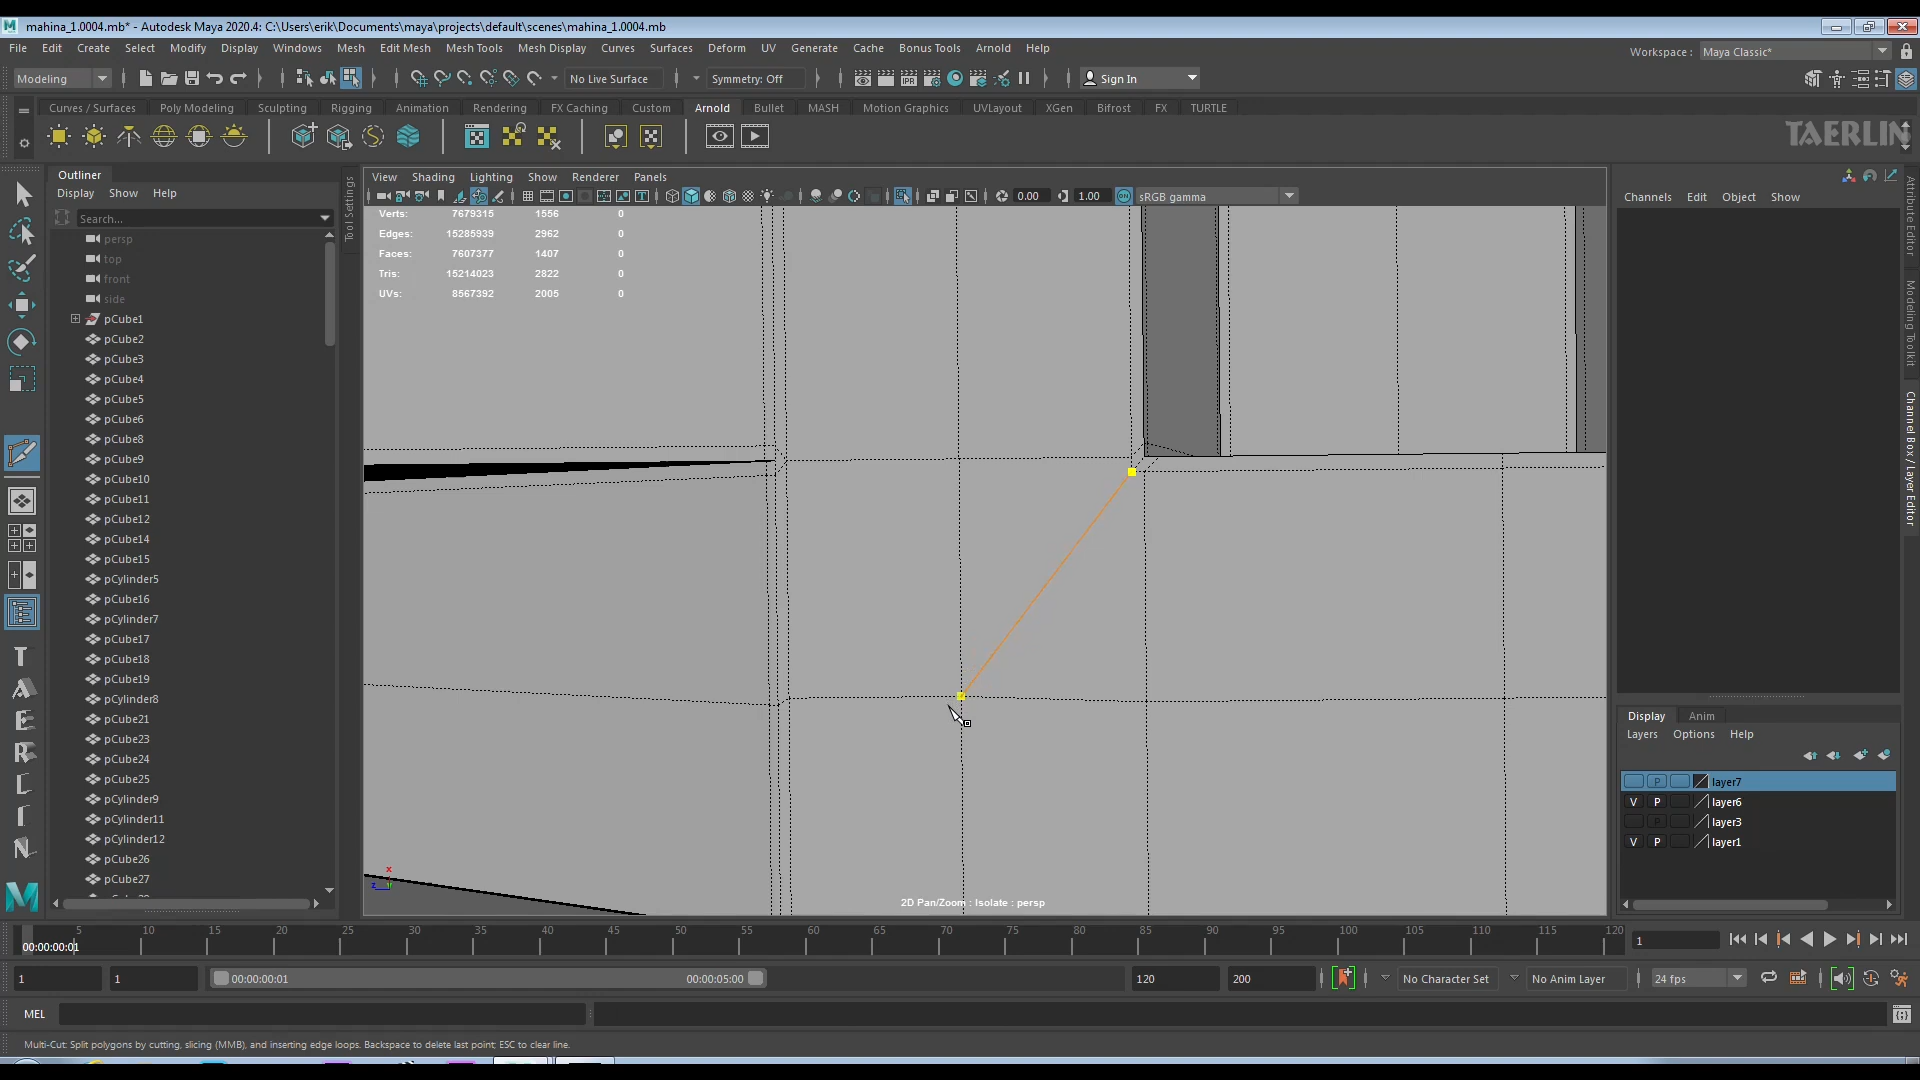 mahina_1.0004.mb* - Autodesk Maya 2020.4: C:\Users\erik\Documents\maya\projects\default\scenes\mahina_1.0004.mb
File Edit Create Select Modify Display Windows Mesh Edit Mesh Mesh Tools Mesh Display Curves Surfaces Deform UV Generate Cache Bonus Tools Arnold Help
Workspace : Maya Classic*
Modeling No Live Surface Symmetry: Off IPR Sign In
Curves / Surfaces Poly Modeling Sculpting Rigging Animation Rendering FX Caching Custom Arnold Bullet MASH Motion Graphics UVLayout XGen Bifrost FX TURTLE
TAERLIN
Outliner
Display Show Help
Search...
persp
top
front
side
pCube1
pCube2
pCube3
pCube4
pCube5
pCube6
pCube8
pCube9
pCube10
pCube11
pCube12
pCube14
pCube15
pCylinder5
pCube16
pCylinder7
pCube17
pCube18
pCube19
pCylinder8
pCube21
pCube23
pCube24
pCube25
pCylinder9
pCylinder11
pCylinder12
pCube26
pCube27
Tool Settings
View Shading Lighting Show Renderer Panels
0.00 1.00 ON sRGB gamma
Verts: 7679315 1556 0
Edges: 15285939 2962 0
Faces: 7607377 1407 0
Tris: 15214023 2822 0
UVs: 8567392 2005 0
x
z
2D Pan/Zoom : Isolate : persp
Channels Edit Object Show
Attribute Editor
Modeling Toolkit
Channel Box / Layer Editor
Display Anim
Layers Options Help
P layer7
V P layer6
P layer3
V P layer1
5 10 15 20 25 30 35 40 45 50 55 60 65 70 75 80 85 90 95 100 105 110 115 120
00:00:00:01
1
1 1 00:00:00:01 00:00:05:00 120 200 No Character Set No Anim Layer 24 fps
MEL
Multi-Cut: Split polygons by cutting, slicing (MMB), and inserting edge loops. Backspace to delete last point; ESC to clear line.